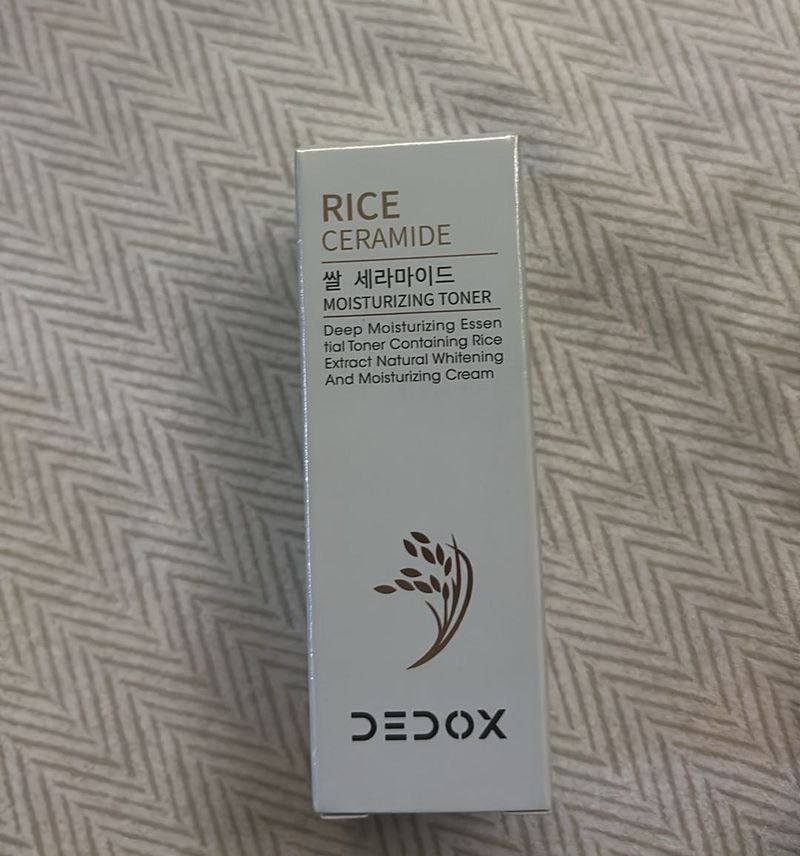 RICE
CERAMIDE
쌀 세라마이드
MOISTURIZING TONER
Deep Moisturizing Essen
tial Toner Containing Rice
Extract Natural Whitening
And Moisturizing Cream
DEDOX